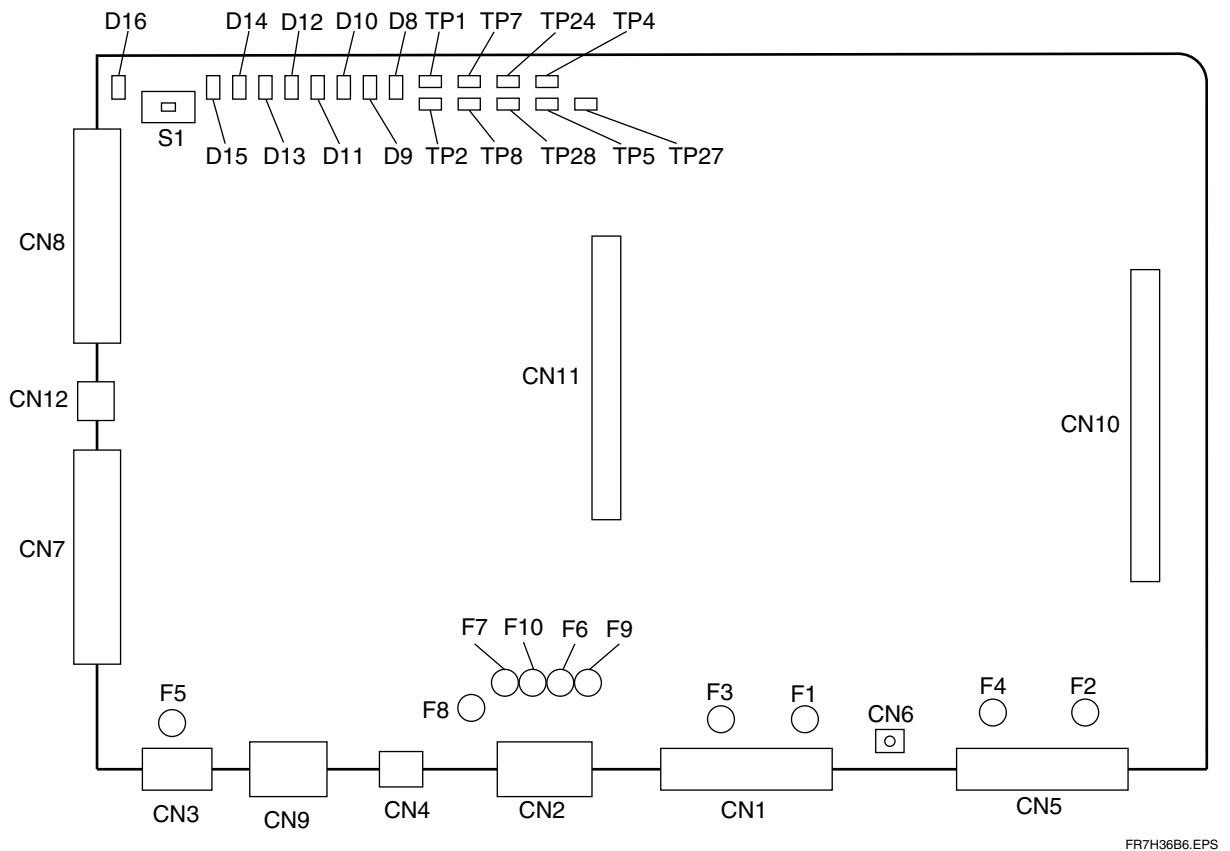 D16 D14 D12 D10 D8 TP1 TP7 TP24 TP4
S1
D15 D13 D11 D9 TP2 TP8 TP28 TP5 TP27
CN8
CN11
CN12
CN10
CN7
F7 F10 F6 F9
F5
F8
F3 F1
CN6
F4 F2
CN3 CN9 CN4 CN2 CN1 CN5
FR7H36B6.EPS